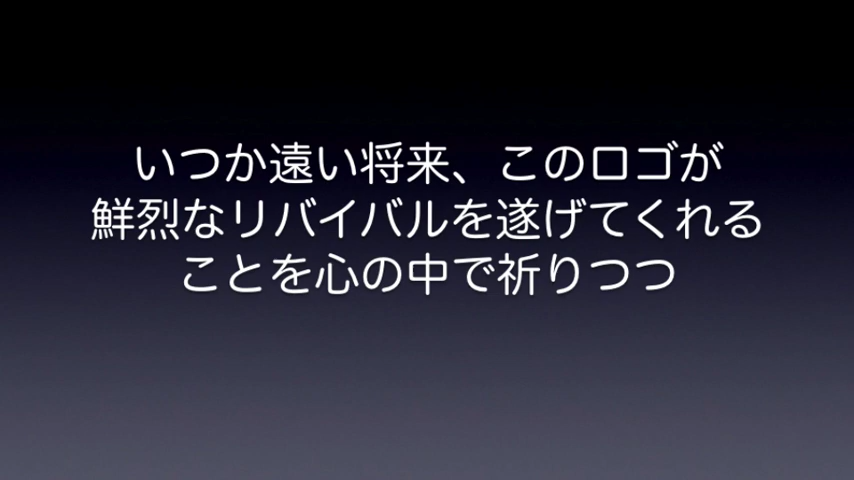 いつか遠い将来、このロゴが
鮮烈なリバイバルを遂げてくれる
ことを心の中で祈りつつ